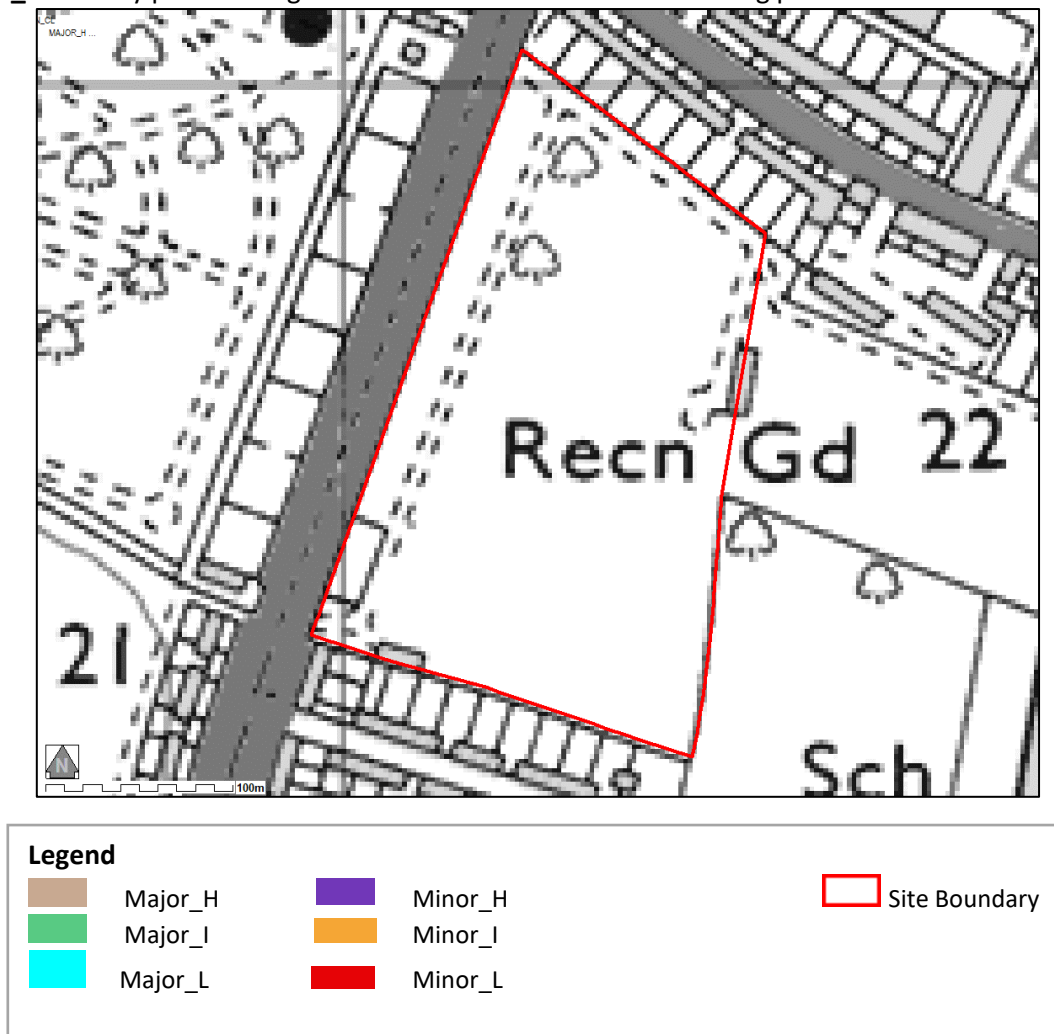 MAJOR_H ...
Recn Gd 22
21
Sch
N
100m
Legend
Major_H Minor_H Site Boundary
Major_I Minor_I
Major_L Minor_L